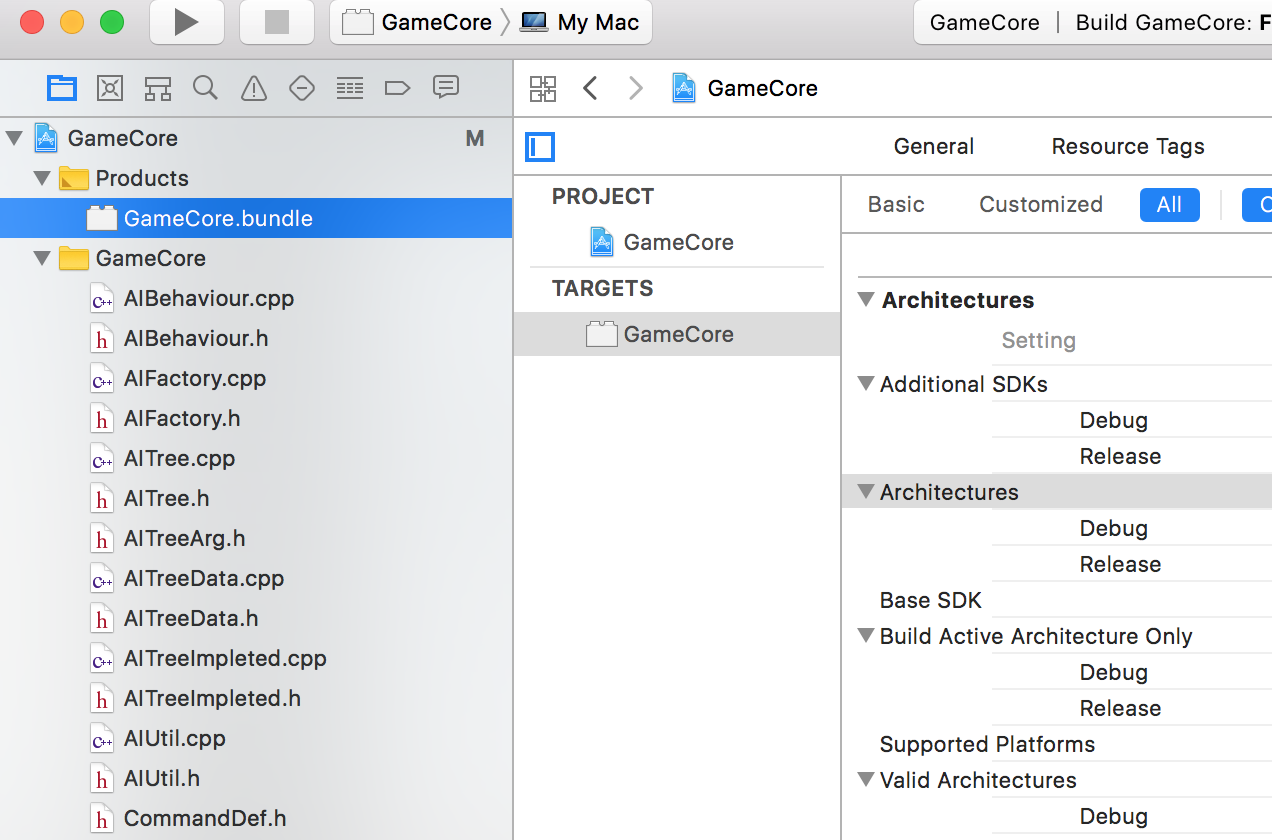 GameCore My Mac
GameCore | Build GameCore: F
GameCore
GameCore M
Products
GameCore.bundle
GameCore
AIBehaviour.cpp
AIBehaviour.h
AIFactory.cpp
AIFactory.h
AITree.cpp
AITree.h
AITreeArg.h
AITreeData.cpp
AITreeData.h
AITreeImpleted.cpp
AITreeImpleted.h
AIUtil.cpp
AIUtil.h
CommandDef.h
General Resource Tags
PROJECT
GameCore
TARGETS
GameCore
Basic Customized All C
Architectures
Setting
Additional SDKs
Debug
Release
Architectures
Debug
Release
Base SDK
Build Active Architecture Only
Debug
Release
Supported Platforms
Valid Architectures
Debug